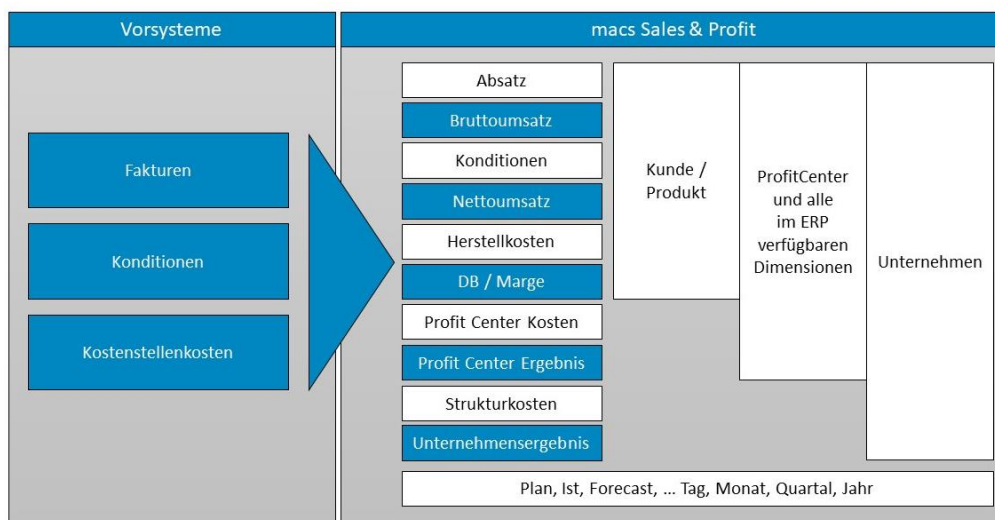 Vorsysteme
macs Sales & Profit
Fakturen
Konditionen
Kostenstellenkosten
Absatz
Bruttoumsatz
Konditionen
Nettoumsatz
Herstellkosten
DB / Marge
Profit Center Kosten
Profit Center Ergebnis
Strukturkosten
Unternehmensergebnis
Kunde /
Produkt
ProfitCenter
und alle
im ERP
verfügbaren
Dimensionen
Unternehmen
Plan, Ist, Forecast, ... Tag, Monat, Quartal, Jahr